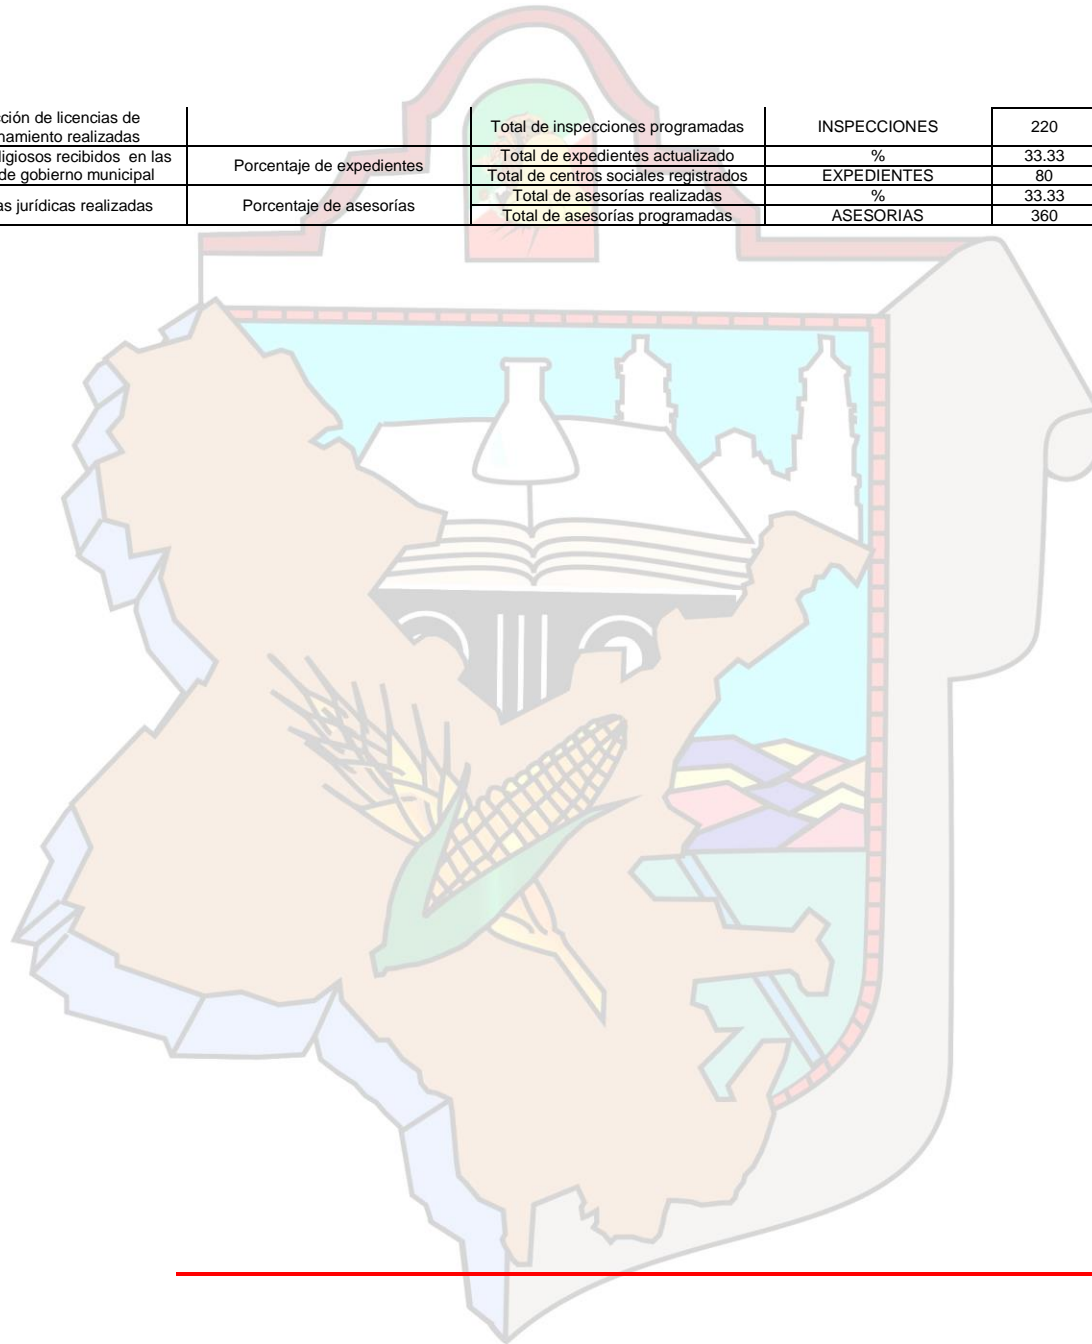 ción de licencias de
namiento realizadas
Total de inspecciones programadas INSPECCIONES 220
ligiosos recibidos en las
de gobierno municipal
Porcentaje de expedientes
Total de expedientes actualizado % 33.33
Total de centros sociales registrados EXPEDIENTES 80
as jurídicas realizadas
Porcentaje de asesorías
Total de asesorías realizadas % 33.33
Total de asesorías programadas ASESORIAS 360